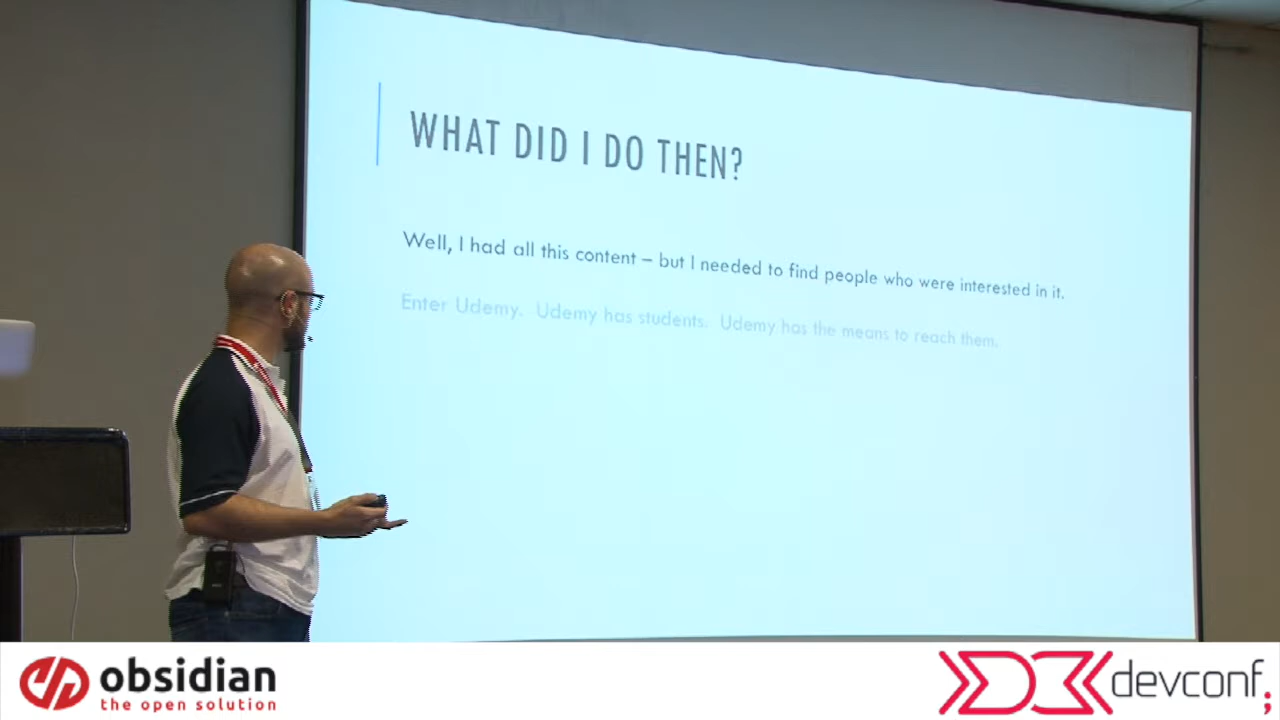 WHAT DID I DO THEN?
Well, I had all this content – but I needed to find people who were interested in it.
Enter Udemy. Udemy has students. Udemy has the means to reach them.
obsidian
the open solution
devconf;